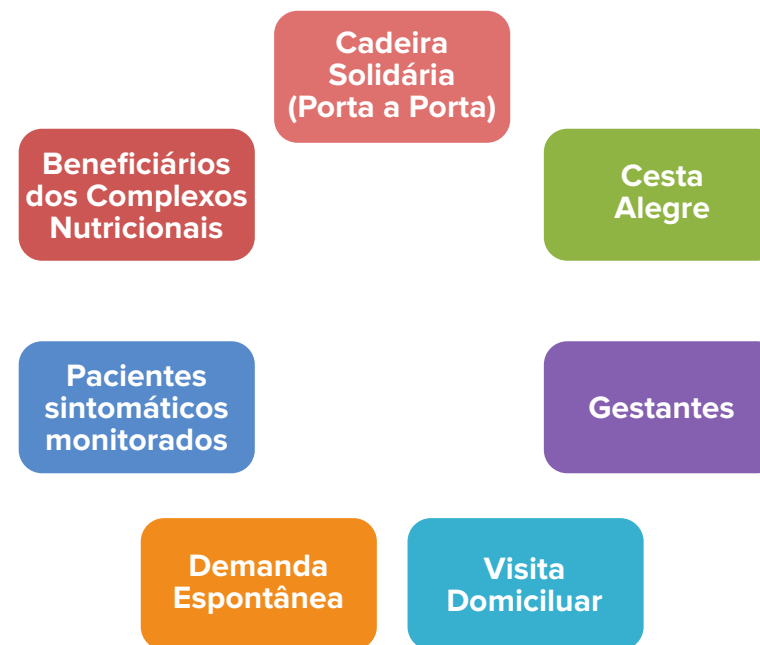 Cadeira
Solidária
(Porta a Porta)
Beneficiários
dos Complexos
Nutricionais
Cesta
Alegre
Pacientes
sintomáticos
monitorados
Gestantes
Demanda
Espontânea
Visita
Domiciluar